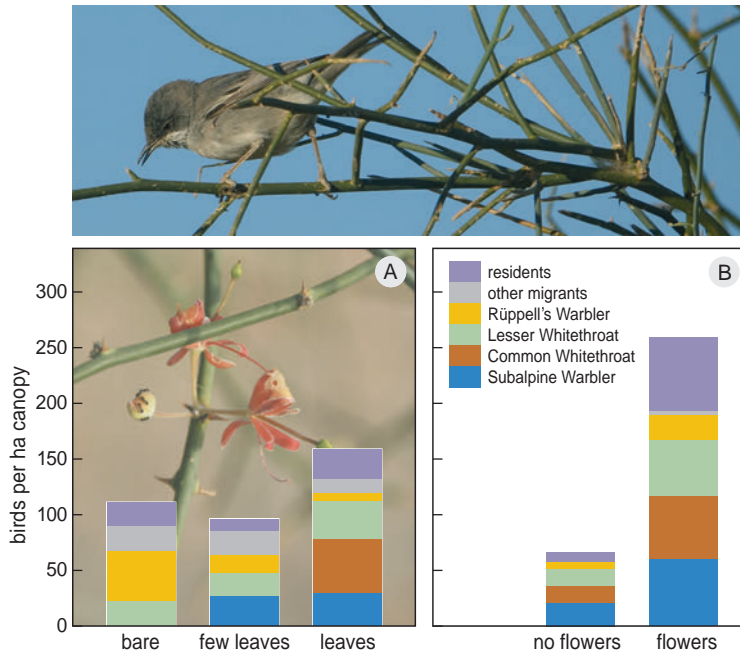 A
B
birds per ha canopy
300
250
200
150
100
50
0
bare
few leaves
leaves
residents
other migrants
Rüppell's Warbler
Lesser Whitethroat
Common Whitethroat
Subalpine Warbler
no flowers
flowers